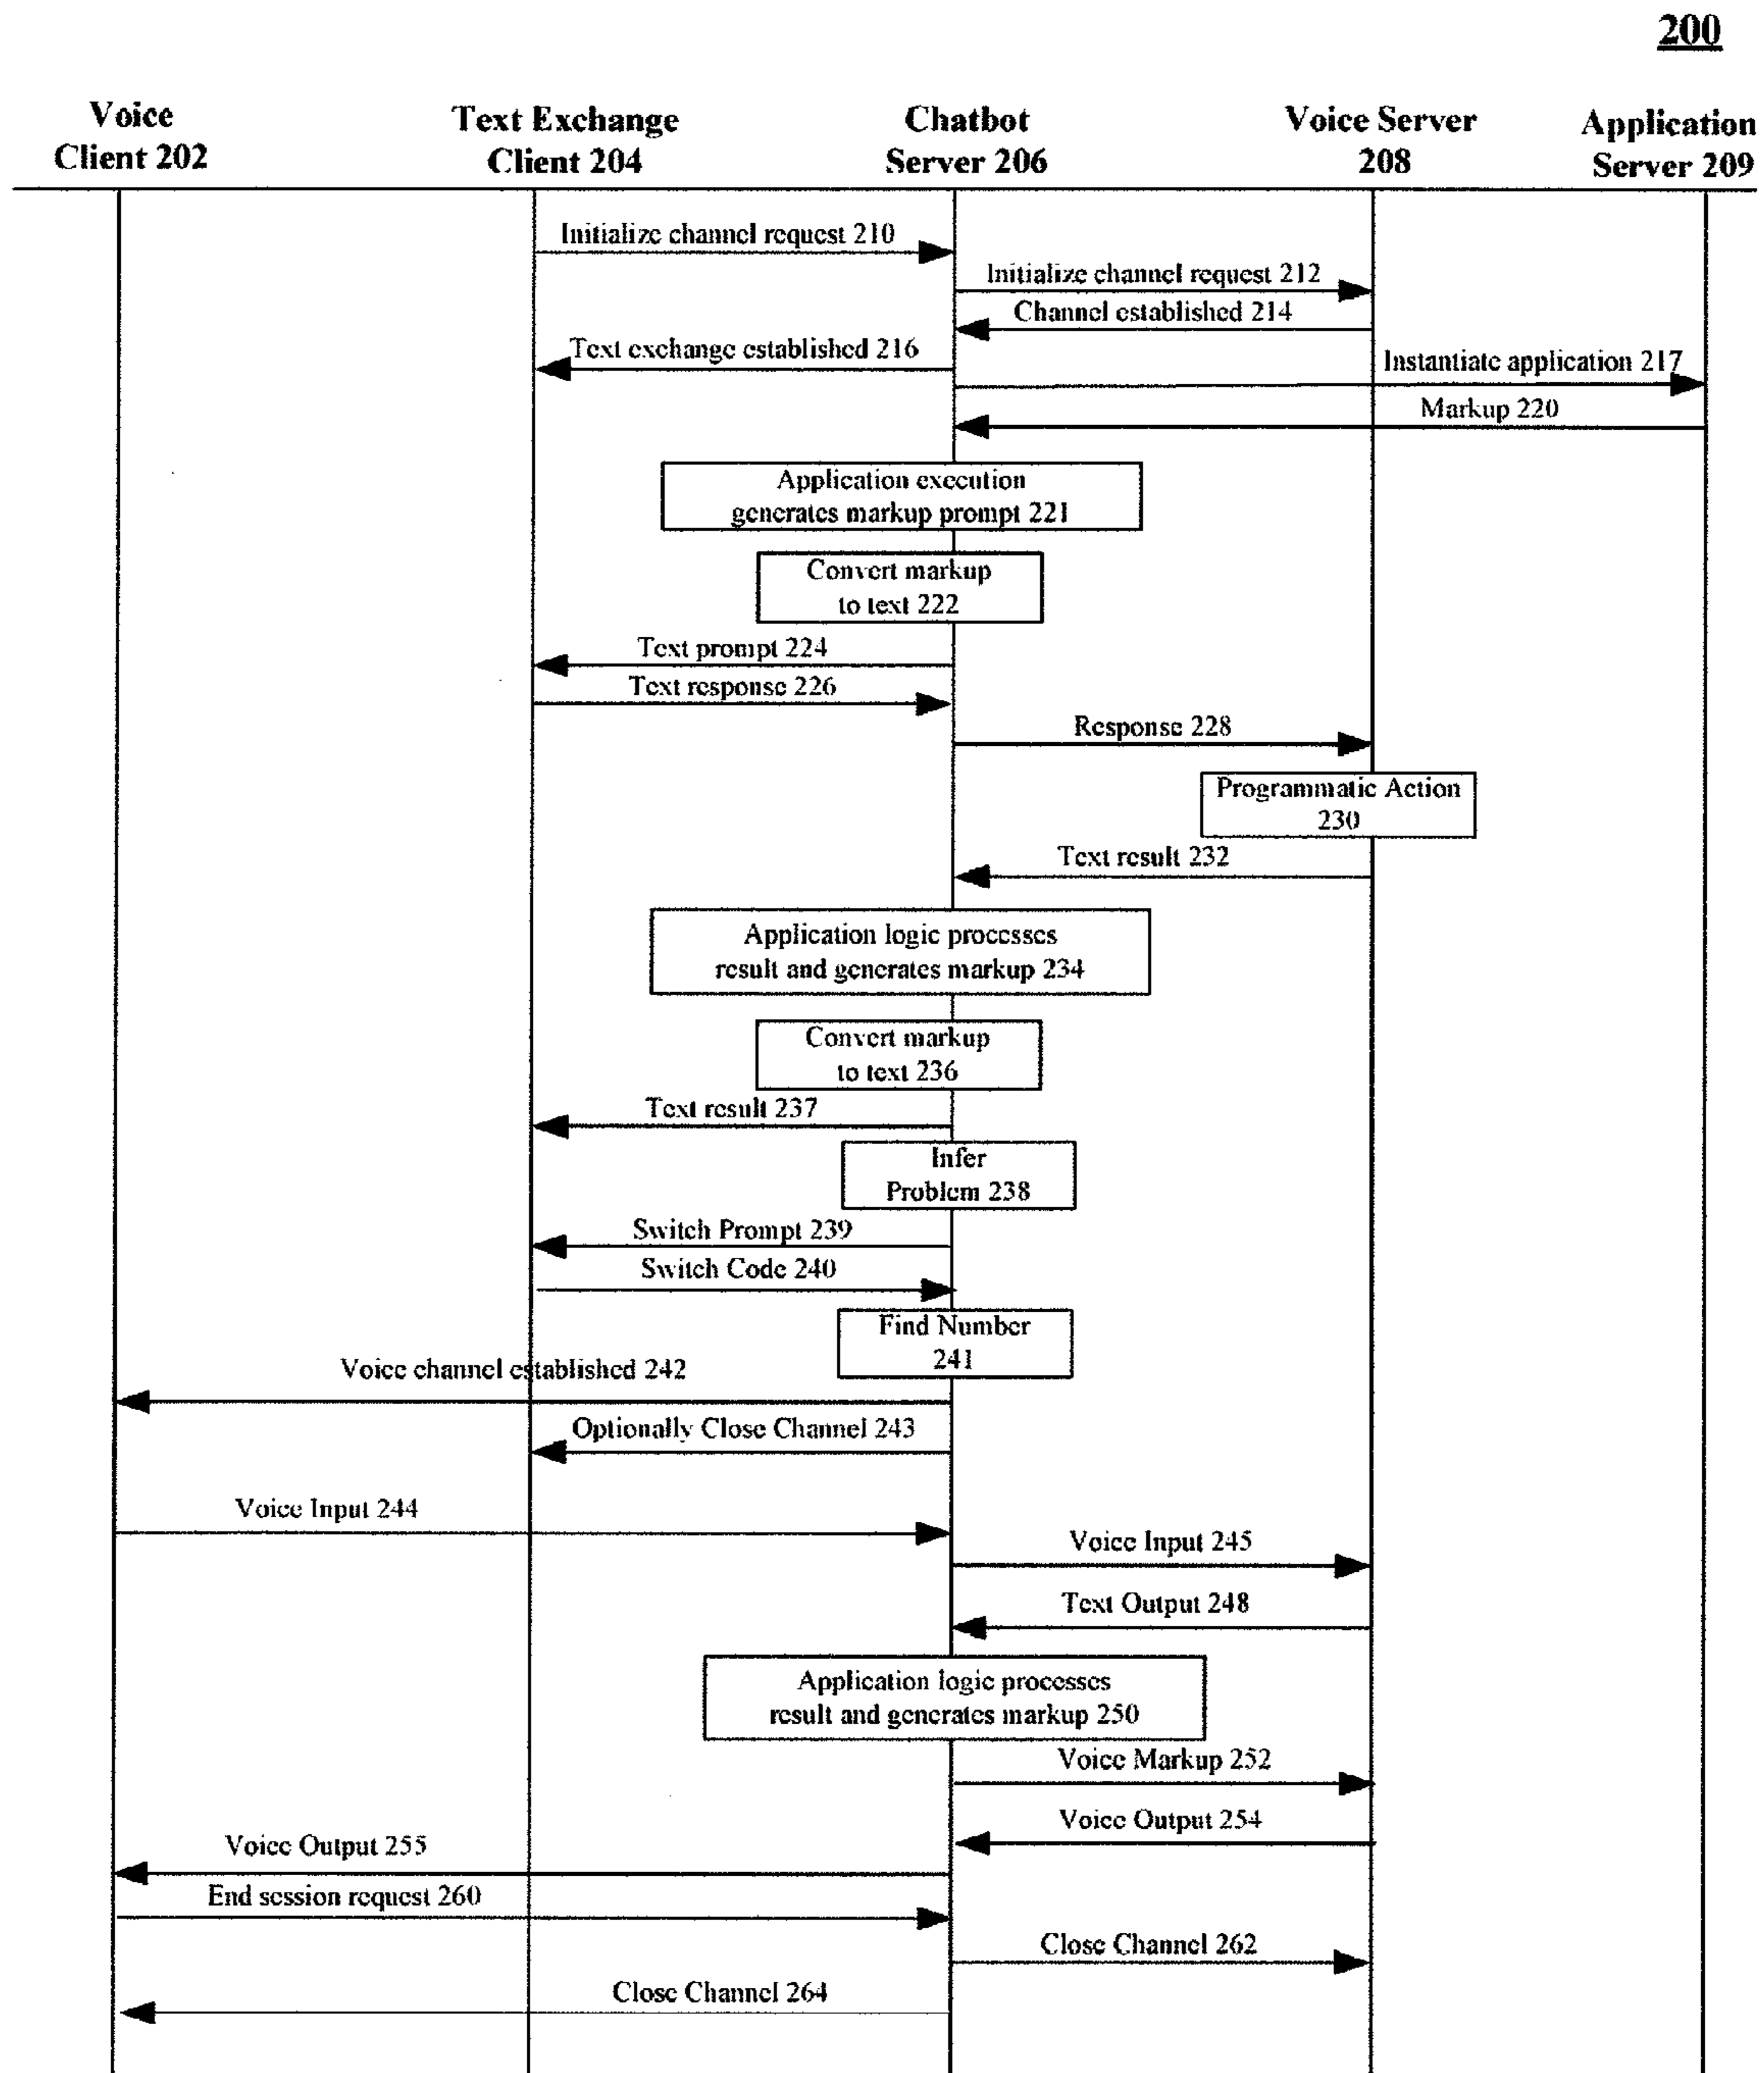 200
Voice
Client 202
Text Exchange
Client 204
Chatbot
Server 206
Voice Server
208
Application
Server 209
Initialize channel request 210
Initialize channel request 212
Channel established 214
Text exchange established 216
Instantiate application 217
Markup 220
Application execution
generates markup prompt 221
Convert markup
to text 222
Text prompt 224
Text response 226
Response 228
Programmatic Action
230
Text result 232
Application logic processes
result and generates markup 234
Convert markup
to text 236
Text result 237
Infer
Problem 238
Switch Prompt 239
Switch Code 240
Find Number
241
Voice channel established 242
Optionally Close Channel 243
Voice Input 244
Voice Input 245
Text Output 248
Application logic processes
result and generates markup 250
Voice Markup 252
Voice Output 254
Voice Output 255
End session request 260
Close Channel 262
Close Channel 264